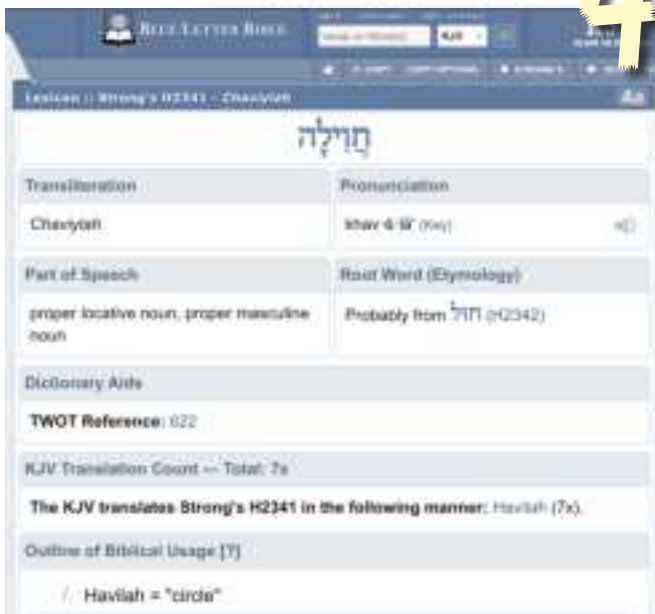 4
BLUE LETTER BIBLE
KJV
Lexicon :: Strong's H2341 - Chaviylah
Aa
חֲוִילָה
Transliteration
Pronunciation
Chaviylah
khav-ē·lä' (Key)
Part of Speech
Root Word (Etymology)
proper locative noun, proper masculine
noun
Probably from חוּל (H2342)
Dictionary Aids
TWOT Reference: 622
KJV Translation Count — Total: 7x
The KJV translates Strong's H2341 in the following manner: Havilah (7x).
Outline of Biblical Usage [?]
Havilah = "circle"